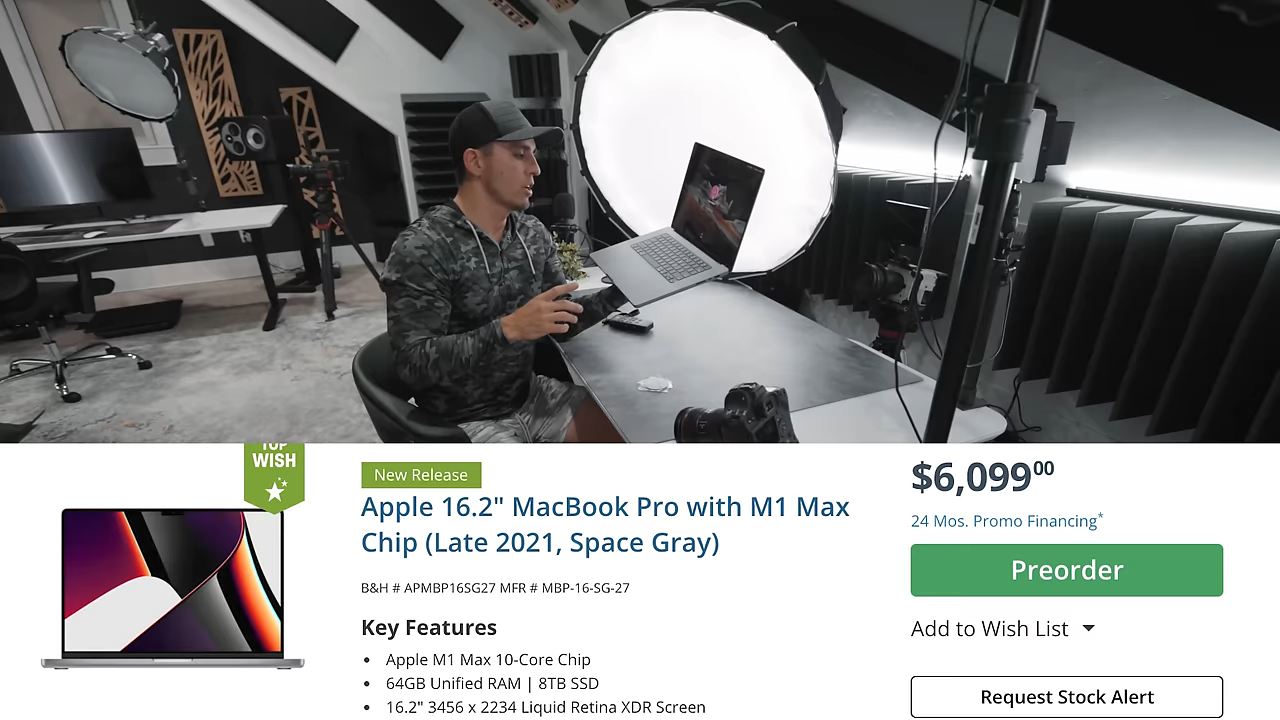 TOP
WISH
New Release
Apple 16.2" MacBook Pro with M1 Max
Chip (Late 2021, Space Gray)
B&H # APMBP16SG27 MFR # MBP-16-SG-27
Key Features
• Apple M1 Max 10-Core Chip
• 64GB Unified RAM | 8TB SSD
• 16.2" 3456 x 2234 Liquid Retina XDR Screen
$6,099⁰⁰
24 Mos. Promo Financing*
Preorder
Add to Wish List
Request Stock Alert